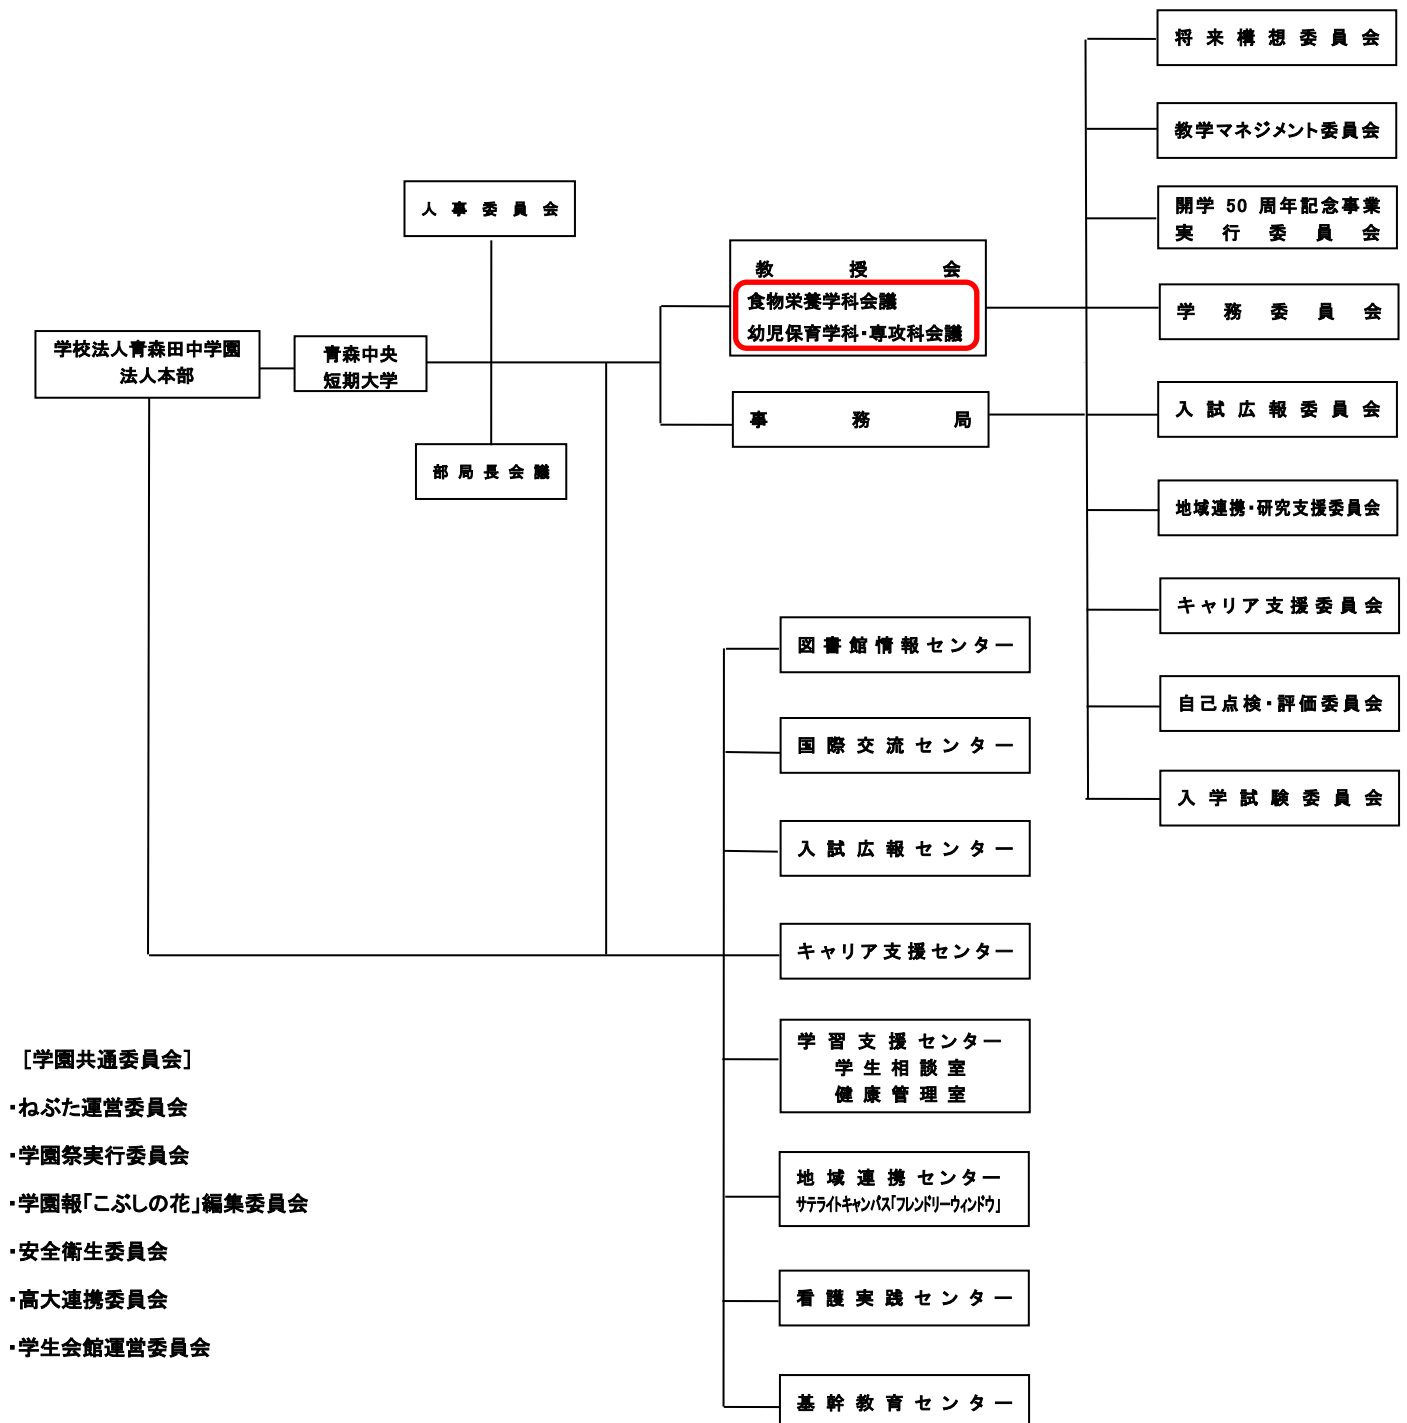 将来構想委員会
教学マネジメント委員会
開学 50 周年記念事業
実行委員会
学務委員会
入試広報委員会
地域連携・研究支援委員会
キャリア支援委員会
自己点検・評価委員会
入学試験委員会
人事委員会
教授会
食物栄養学科会議
幼児保育学科・専攻科会議
事務局
学校法人青森田中学園
法人本部
青森中央
短期大学
部局長会議
図書館情報センター
国際交流センター
入試広報センター
キャリア支援センター
学習支援センター
学生相談室
健康管理室
地域連携センター
サテライトキャンパス「フレンドリーウィンドウ」
看護実践センター
基幹教育センター
[学園共通委員会]
・ねぶた運営委員会
・学園祭実行委員会
・学園報「こぶしの花」編集委員会
・安全衛生委員会
・高大連携委員会
・学生会館運営委員会